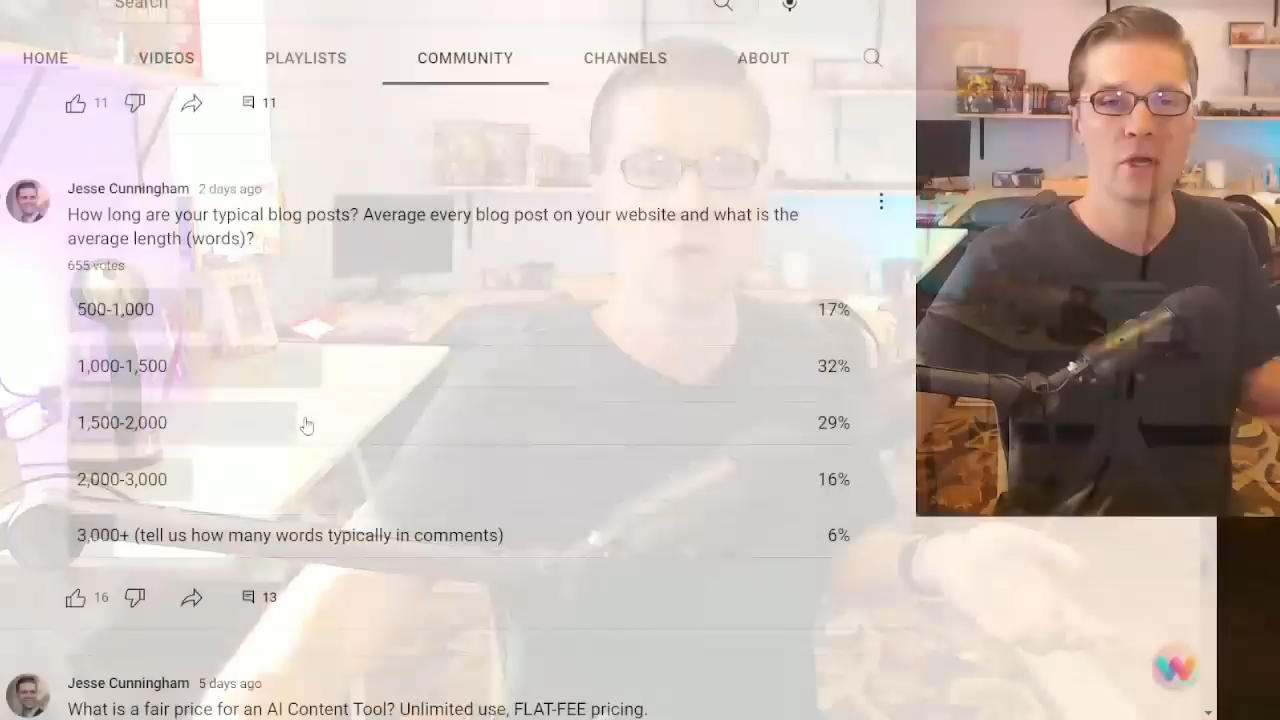 Search
HOME VIDEOS PLAYLISTS COMMUNITY CHANNELS ABOUT
11 11
Jesse Cunningham 2 days ago
How long are your typical blog posts? Average every blog post on your website and what is the
average length (words)?
655 votes
500-1,000 17%
1,000-1,500 32%
1,500-2,000 29%
2,000-3,000 16%
3,000+ (tell us how many words typically in comments) 6%
16 13
Jesse Cunningham 5 days ago
What is a fair price for an AI Content Tool? Unlimited use, FLAT-FEE pricing.
W